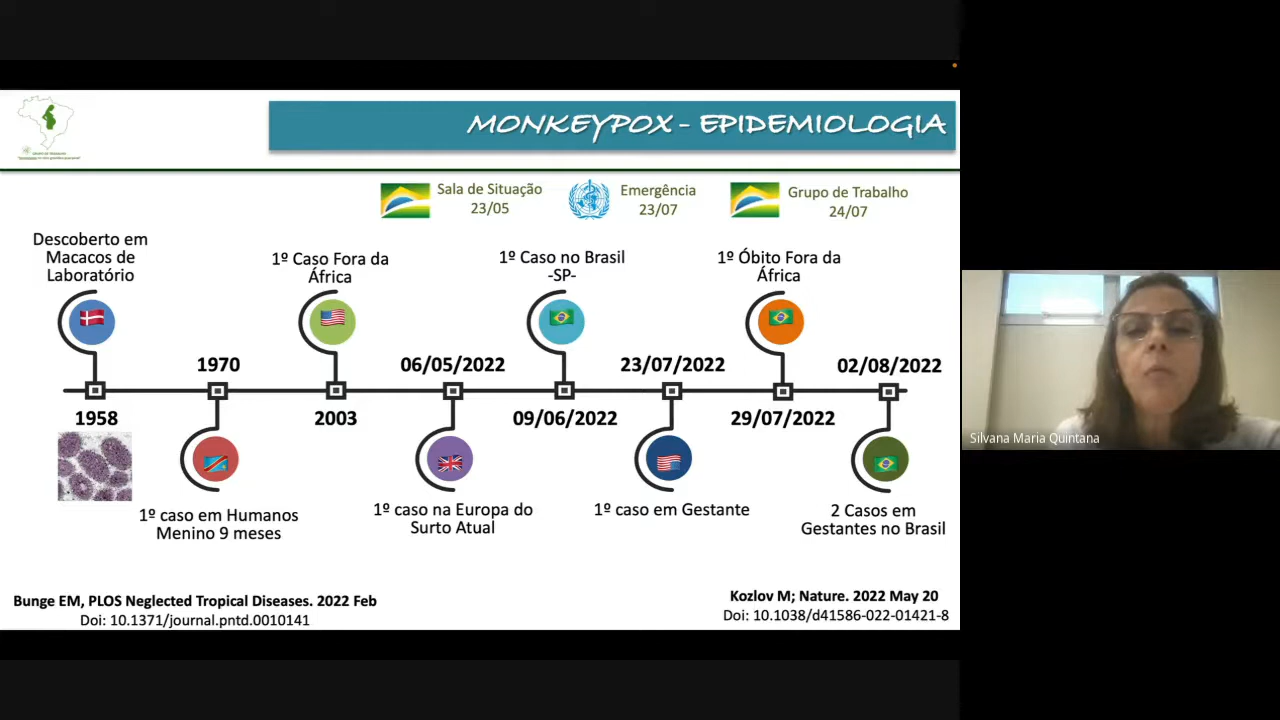 MONKEYPOX - EPIDEMIOLOGIA
Sala de Situação
23/05
Emergência
23/07
Grupo de Trabalho
24/07
Descoberto em
Macacos de
Laboratório
1958
1970
1º caso em Humanos
Menino 9 meses
1º Caso Fora da
África
2003
06/05/2022
1º caso na Europa do
Surto Atual
1º Caso no Brasil
-SP-
09/06/2022
23/07/2022
1º caso em Gestante
1º Óbito Fora da
África
29/07/2022
02/08/2022
2 Casos em
Gestantes no Brasil
Bunge EM, PLOS Neglected Tropical Diseases. 2022 Feb
Doi: 10.1371/journal.pntd.0010141
Kozlov M; Nature. 2022 May 20
Doi: 10.1038/d41586-022-01421-8
Silvana Maria Quintana